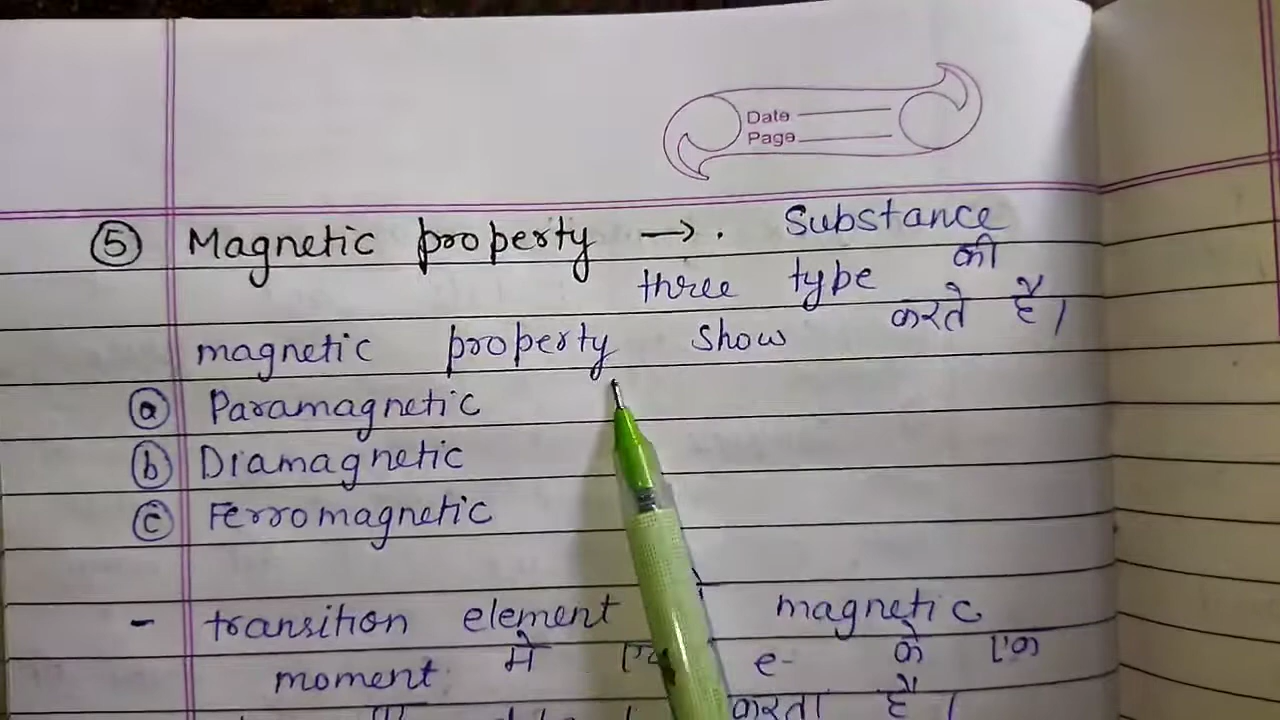 Date
Page
⑤ Magnetic property →. Substance
three type की
magnetic property show करते है।
ⓐ Paramagnetic
ⓑ Diamagnetic
ⓒ Ferromagnetic
- transition element magnetic
moment में e- के
करता है।